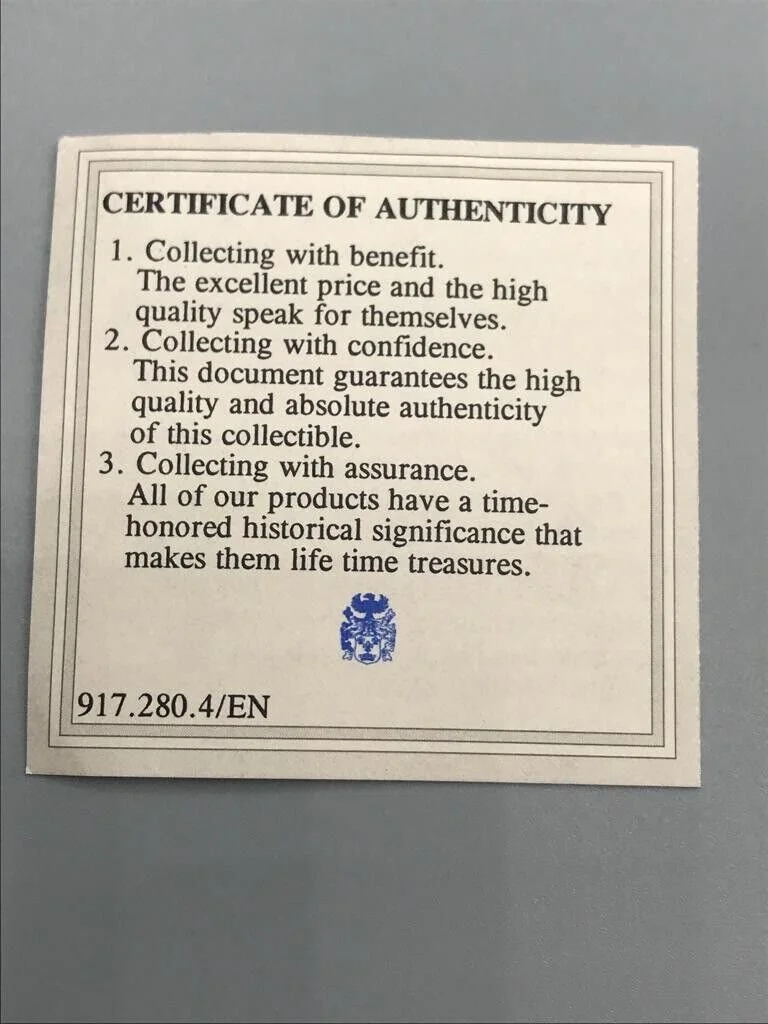 CERTIFICATE OF AUTHENTICITY
1. Collecting with benefit.
The excellent price and the high
quality speak for themselves.
2. Collecting with confidence.
This document guarantees the high
quality and absolute authenticity
of this collectible.
3. Collecting with assurance.
All of our products have a time-
honored historical significance that
makes them life time treasures.
917.280.4/EN